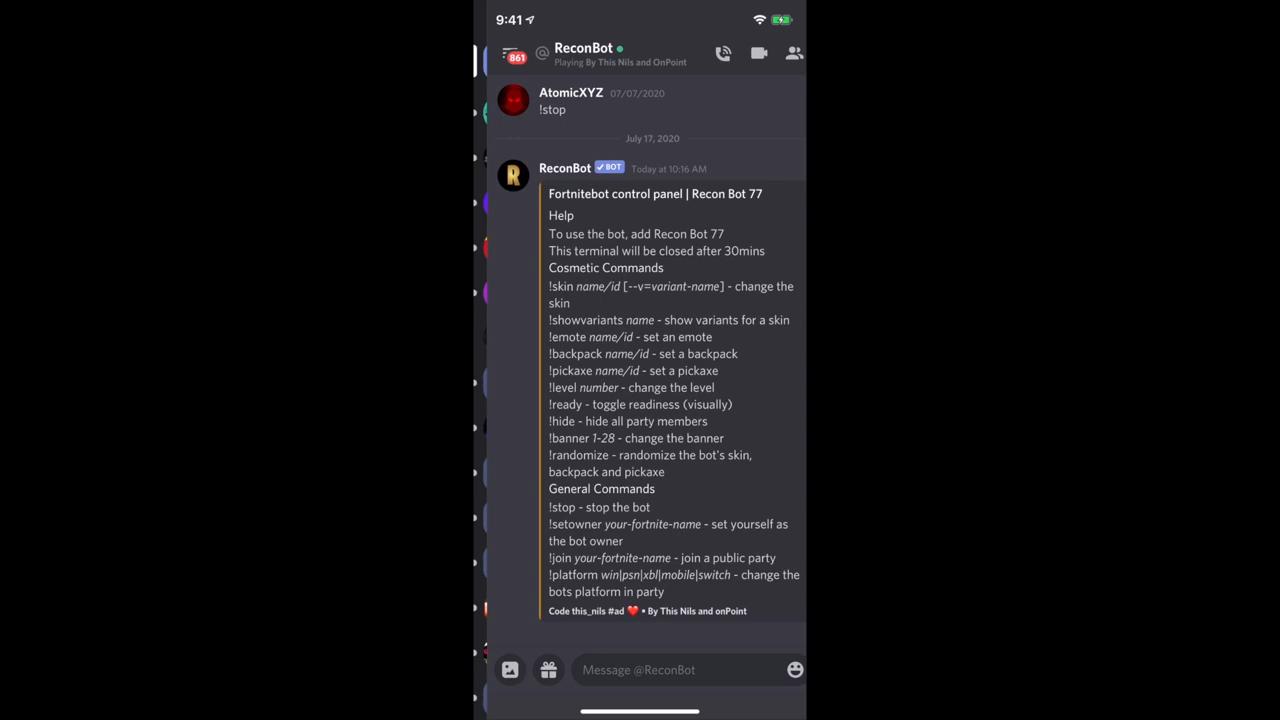 9:41
861
@ ReconBot
Playing By This Nils and OnPoint
AtomicXYZ 07/07/2020
!stop
July 17, 2020
R
ReconBot BOT Today at 10:16 AM
Fortnitebot control panel | Recon Bot 77
Help
To use the bot, add Recon Bot 77
This terminal will be closed after 30mins
Cosmetic Commands
!skin name/id [--v=variant-name] - change the
skin
!showvariants name - show variants for a skin
!emote name/id - set an emote
!backpack name/id - set a backpack
!pickaxe name/id - set a pickaxe
!level number - change the level
!ready - toggle readiness (visually)
!hide - hide all party members
!banner 1-28 - change the banner
!randomize - randomize the bot's skin,
backpack and pickaxe
General Commands
!stop - stop the bot
!setowner your-fortnite-name - set yourself as
the bot owner
!join your-fortnite-name - join a public party
!platform win|psn|xbl|mobile|switch - change the
bots platform in party
Code this_nils #ad ❤️ • By This Nils and onPoint
Message @ReconBot